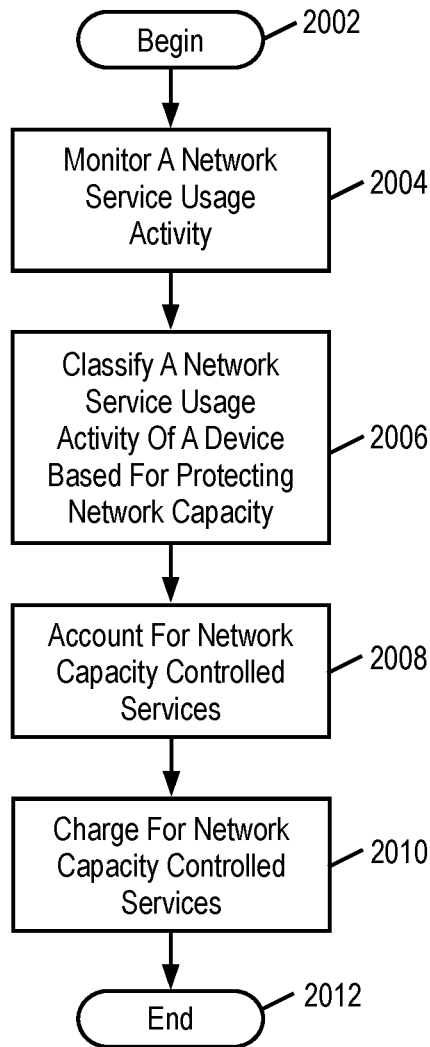 Begin
2002
Monitor A Network
Service Usage
Activity
2004
Classify A Network
Service Usage
Activity Of A Device
Based For Protecting
Network Capacity
2006
Account For Network
Capacity Controlled
Services
2008
Charge For Network
Capacity Controlled
Services
2010
End
2012